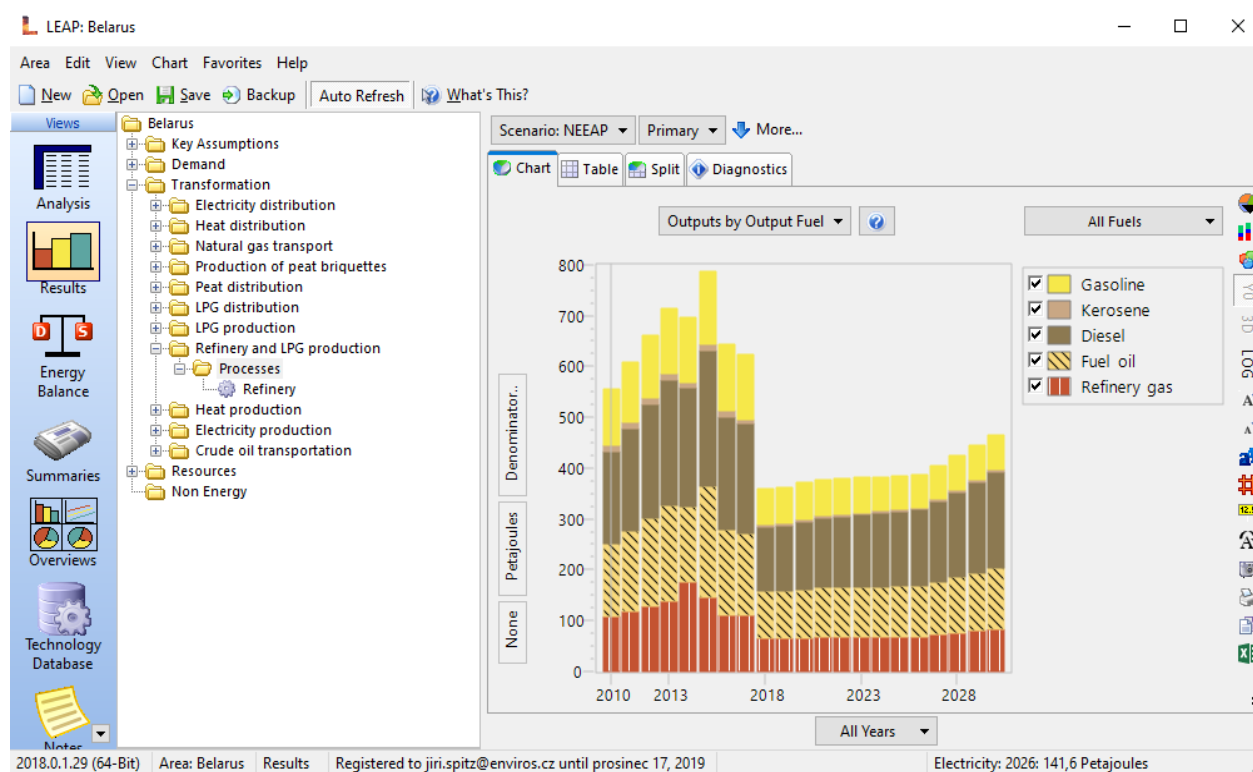 LEAP: Belarus
Area Edit View Chart Favorites Help
New Open Save Backup Auto Refresh What's This?
Views
Analysis
Results
Energy
Balance
Summaries
Overviews
Technology
Database
Notes
Belarus
Key Assumptions
Demand
Transformation
Electricity distribution
Heat distribution
Natural gas transport
Production of peat briquettes
Peat distribution
LPG distribution
LPG production
Refinery and LPG production
Processes
Refinery
Heat production
Electricity production
Crude oil transportation
Resources
Non Energy
Scenario: NEEAP Primary More...
Chart Table Split Diagnostics
Outputs by Output Fuel All Fuels
Denominator...
Petajoules
None
800
700
600
500
400
300
200
100
0
2010 2013 2018 2023 2028
Gasoline
Kerosene
Diesel
Fuel oil
Refinery gas
3D
LOG
All Years
2018.0.1.29 (64-Bit) Area: Belarus Results Registered to jiri.spitz@enviros.cz until prosinec 17, 2019 Electricity: 2026: 141,6 Petajoules